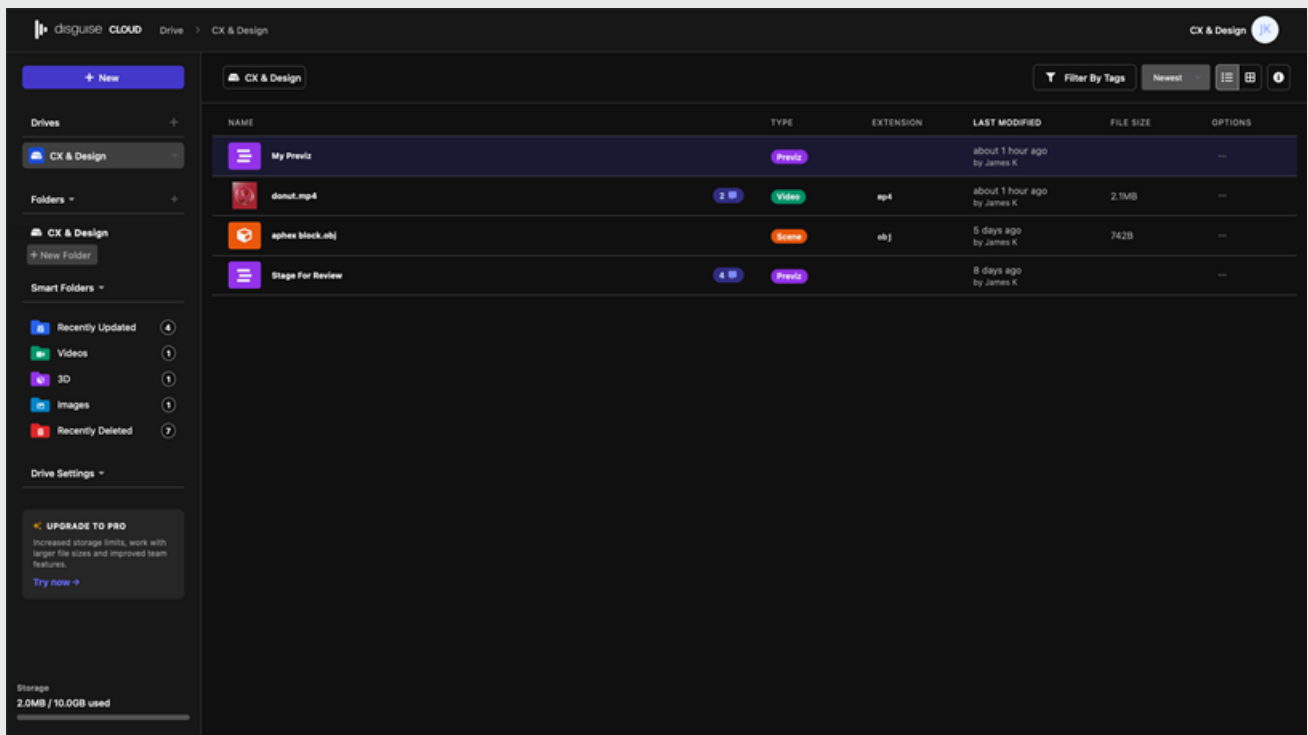 disguise CLOUD Drive > CX & Design
CX & Design JK
+ New
CX & Design
Filter By Tags Newest
Drives +
NAME TYPE EXTENSION LAST MODIFIED FILE SIZE OPTIONS
CX & Design
My Previz Previz about 1 hour ago
by James K
donut.mp4 2 Video mp4 about 1 hour ago 2.1MB
by James K
aphex block.obj Scene obj 5 days ago 742B
by James K
Stage For Review 4 Previz 8 days ago
by James K
Folders +
CX & Design
+ New Folder
Smart Folders
Recently Updated 4
Videos 1
3D 1
Images 1
Recently Deleted 7
Drive Settings
UPGRADE TO PRO
Increased storage limits, work with
larger file sizes and improved team
features.
Try now →
Storage
2.0MB / 10.0GB used